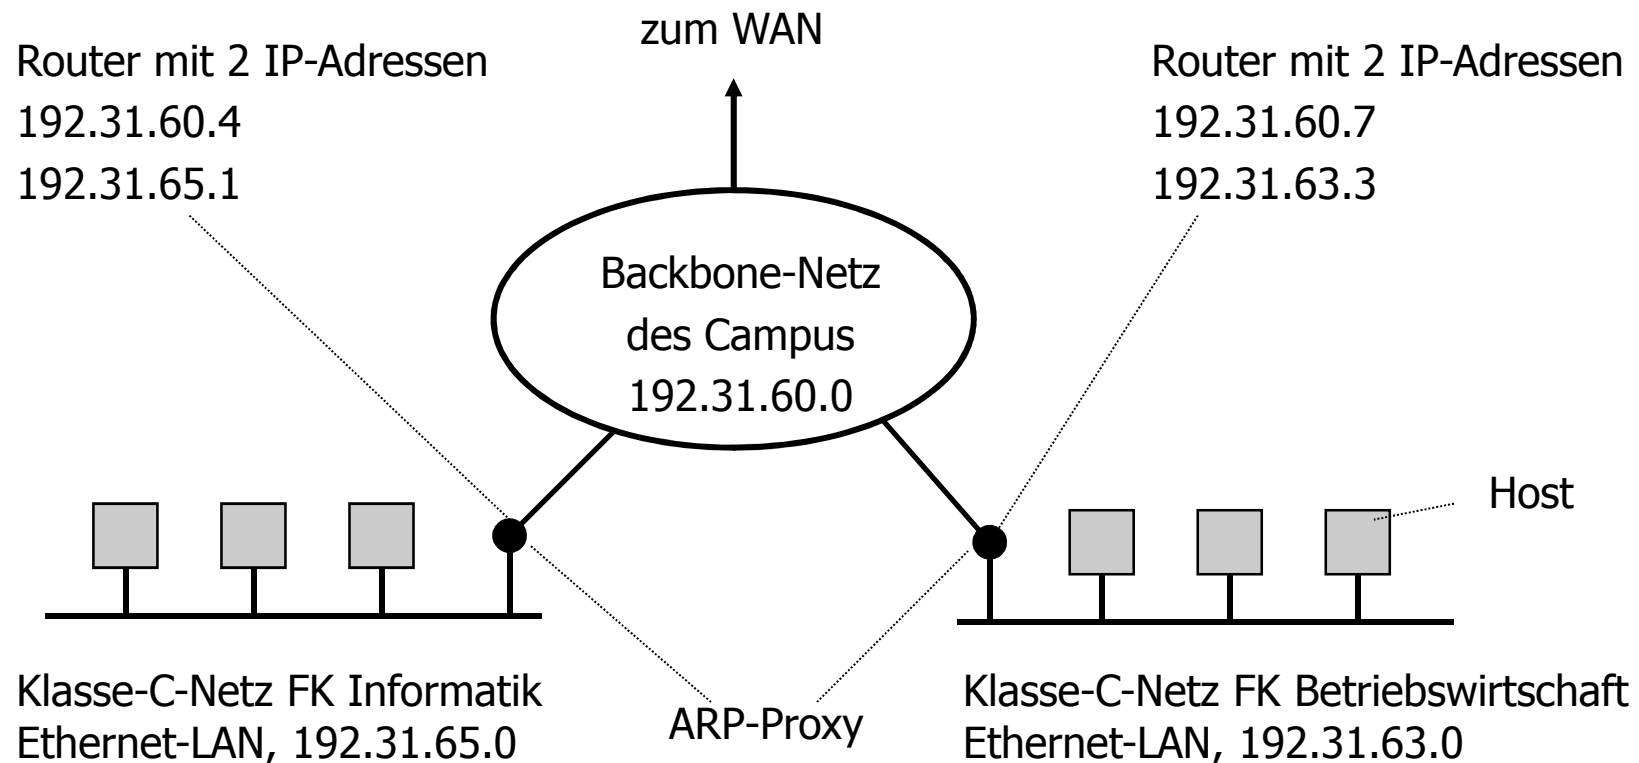 zum WAN
Router mit 2 IP-Adressen
192.31.60.4
192.31.65.1
Router mit 2 IP-Adressen
192.31.60.7
192.31.63.3
Backbone-Netz
des Campus
192.31.60.0
Host
Klasse-C-Netz FK Informatik
Ethernet-LAN, 192.31.65.0
ARP-Proxy
Klasse-C-Netz FK Betriebswirtschaft
Ethernet-LAN, 192.31.63.0